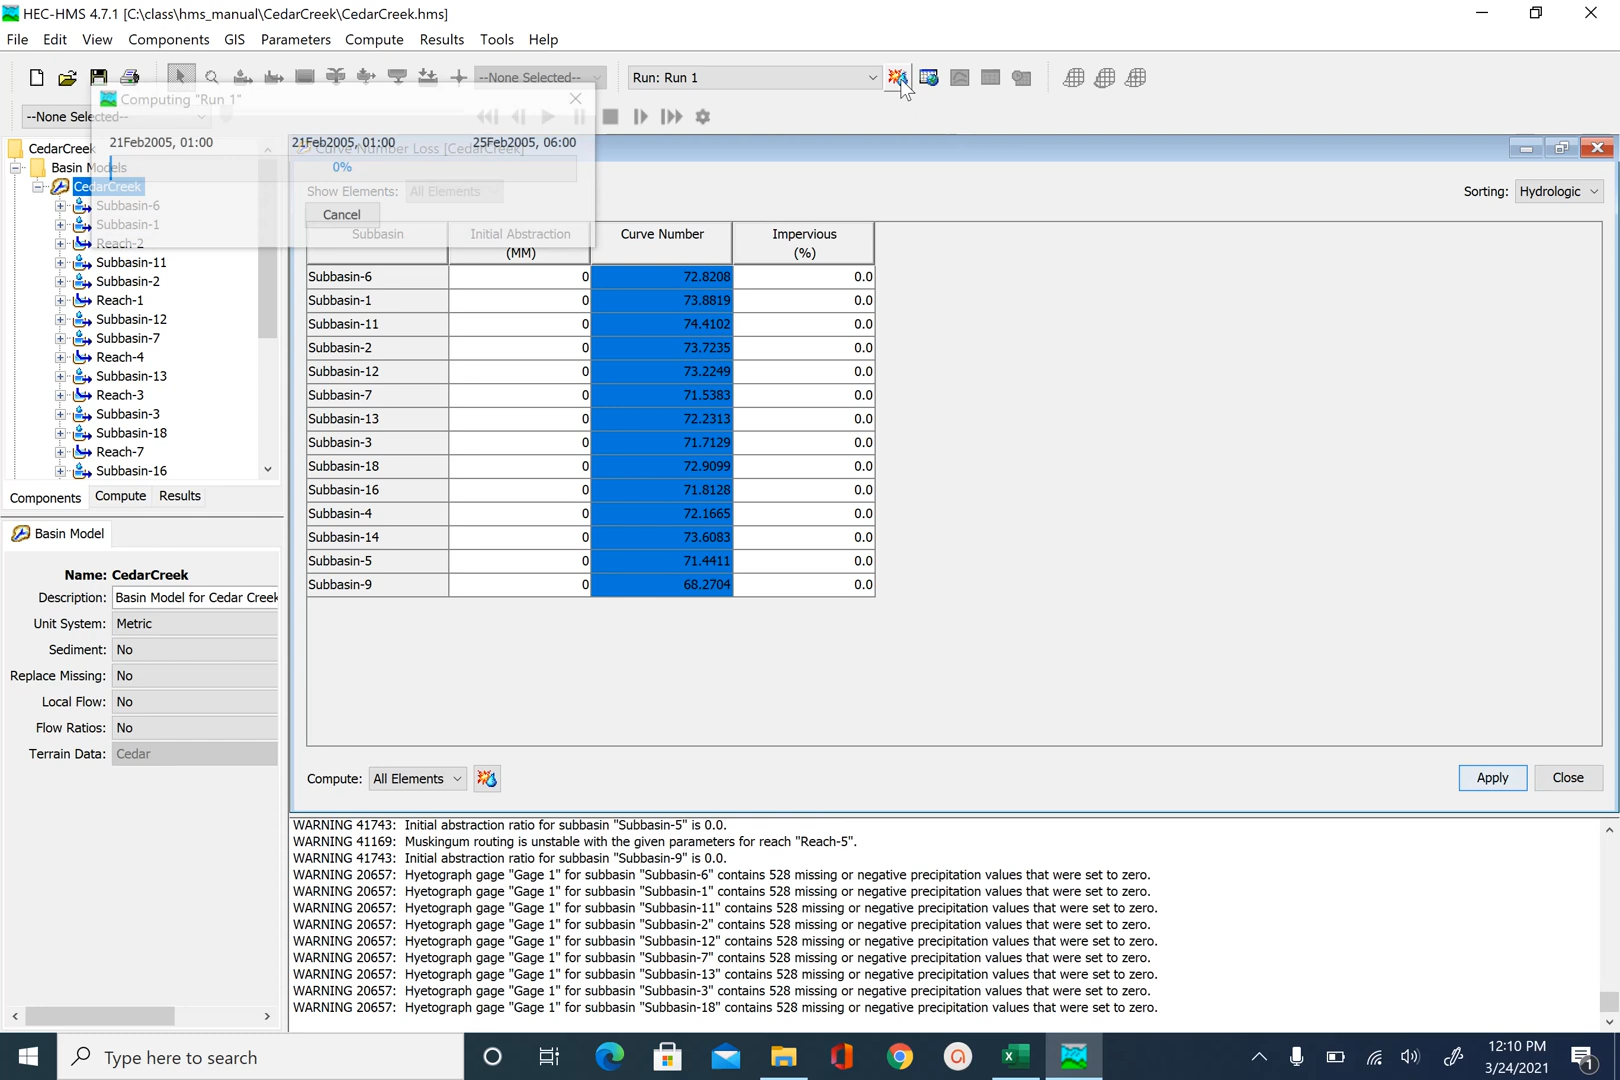 HEC-HMS 4.7.1 [C:\class\hms_manual\CedarCreek\CedarCreek.hms]
File Edit View Components GIS Parameters Compute Results Tools Help
--None Selected--
Run: Run 1
--None Selected--
Computing "Run 1"
21Feb2005, 01:00 21Feb2005, 01:00 25Feb2005, 06:00
0%
Cancel
Curve Number Loss [CedarCreek]
Show Elements: All Elements
Sorting: Hydrologic
CedarCreek
Basin Models
CedarCreek
Subbasin-6
Subbasin-1
Reach-2
Subbasin-11
Subbasin-2
Reach-1
Subbasin-12
Subbasin-7
Reach-4
Subbasin-13
Reach-3
Subbasin-3
Subbasin-18
Reach-7
Subbasin-16
Components Compute Results
Basin Model
Name: CedarCreek
Description: Basin Model for Cedar Creek
Unit System: Metric
Sediment: No
Replace Missing: No
Local Flow: No
Flow Ratios: No
Terrain Data: Cedar
Subbasin Initial Abstraction Curve Number Impervious
(MM) (%)
Subbasin-6 0 72.8208 0.0
Subbasin-1 0 73.8819 0.0
Subbasin-11 0 74.4102 0.0
Subbasin-2 0 73.7235 0.0
Subbasin-12 0 73.2249 0.0
Subbasin-7 0 71.5383 0.0
Subbasin-13 0 72.2313 0.0
Subbasin-3 0 71.7129 0.0
Subbasin-18 0 72.9099 0.0
Subbasin-16 0 71.8128 0.0
Subbasin-4 0 72.1665 0.0
Subbasin-14 0 73.6083 0.0
Subbasin-5 0 71.4411 0.0
Subbasin-9 0 68.2704 0.0
Compute: All Elements
Apply Close
WARNING 41743: Initial abstraction ratio for subbasin "Subbasin-5" is 0.0.
WARNING 41169: Muskingum routing is unstable with the given parameters for reach "Reach-5".
WARNING 41743: Initial abstraction ratio for subbasin "Subbasin-9" is 0.0.
WARNING 20657: Hyetograph gage "Gage 1" for subbasin "Subbasin-6" contains 528 missing or negative precipitation values that were set to zero.
WARNING 20657: Hyetograph gage "Gage 1" for subbasin "Subbasin-1" contains 528 missing or negative precipitation values that were set to zero.
WARNING 20657: Hyetograph gage "Gage 1" for subbasin "Subbasin-11" contains 528 missing or negative precipitation values that were set to zero.
WARNING 20657: Hyetograph gage "Gage 1" for subbasin "Subbasin-2" contains 528 missing or negative precipitation values that were set to zero.
WARNING 20657: Hyetograph gage "Gage 1" for subbasin "Subbasin-12" contains 528 missing or negative precipitation values that were set to zero.
WARNING 20657: Hyetograph gage "Gage 1" for subbasin "Subbasin-7" contains 528 missing or negative precipitation values that were set to zero.
WARNING 20657: Hyetograph gage "Gage 1" for subbasin "Subbasin-13" contains 528 missing or negative precipitation values that were set to zero.
WARNING 20657: Hyetograph gage "Gage 1" for subbasin "Subbasin-3" contains 528 missing or negative precipitation values that were set to zero.
WARNING 20657: Hyetograph gage "Gage 1" for subbasin "Subbasin-18" contains 528 missing or negative precipitation values that were set to zero.
Type here to search
12:10 PM
3/24/2021
1